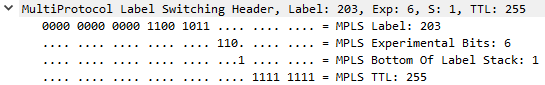 MultiProtocol Label Switching Header, Label: 203, Exp: 6, S: 1, TTL: 255
0000 0000 0000 1100 1011 .... .... .... = MPLS Label: 203
.... .... .... .... .... 110. .... .... = MPLS Experimental Bits: 6
.... .... .... .... .... ...1 .... .... = MPLS Bottom Of Label Stack: 1
.... .... .... .... .... .... 1111 1111 = MPLS TTL: 255